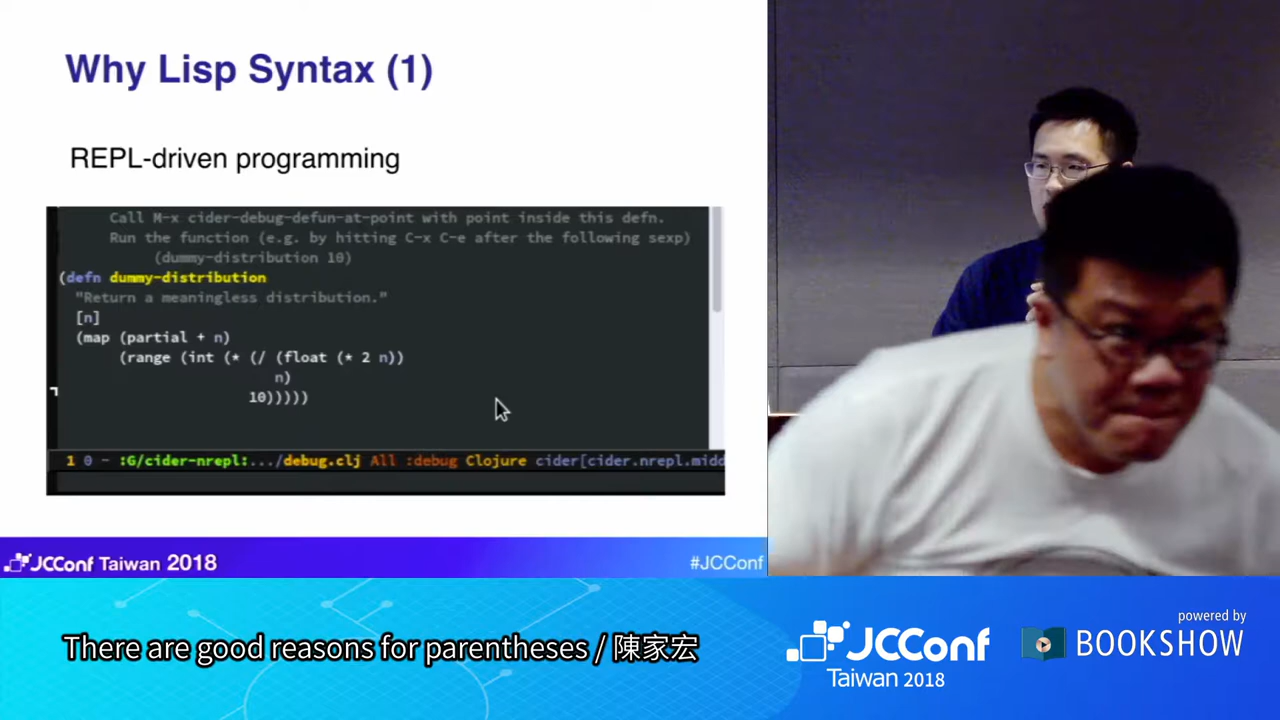 Why Lisp Syntax (1)
REPL-driven programming
Call M-x cider-debug-defun-at-point with point inside this defn.
Run the function (e.g. by hitting C-x C-e after the following sexp)
(dummy-distribution 10)
(defn dummy-distribution
"Return a meaningless distribution."
[n]
(map (partial + n)
(range (int (* (/ (float (* 2 n))
n)
10)))))
1 0 - :G/cider-nrepl:.../debug.clj All :debug Clojure cider[cider.nrepl.midd
JCConf Taiwan 2018
#JCConf
There are good reasons for parentheses / 陳家宏
JCConf
Taiwan 2018
powered by
BOOKSHOW